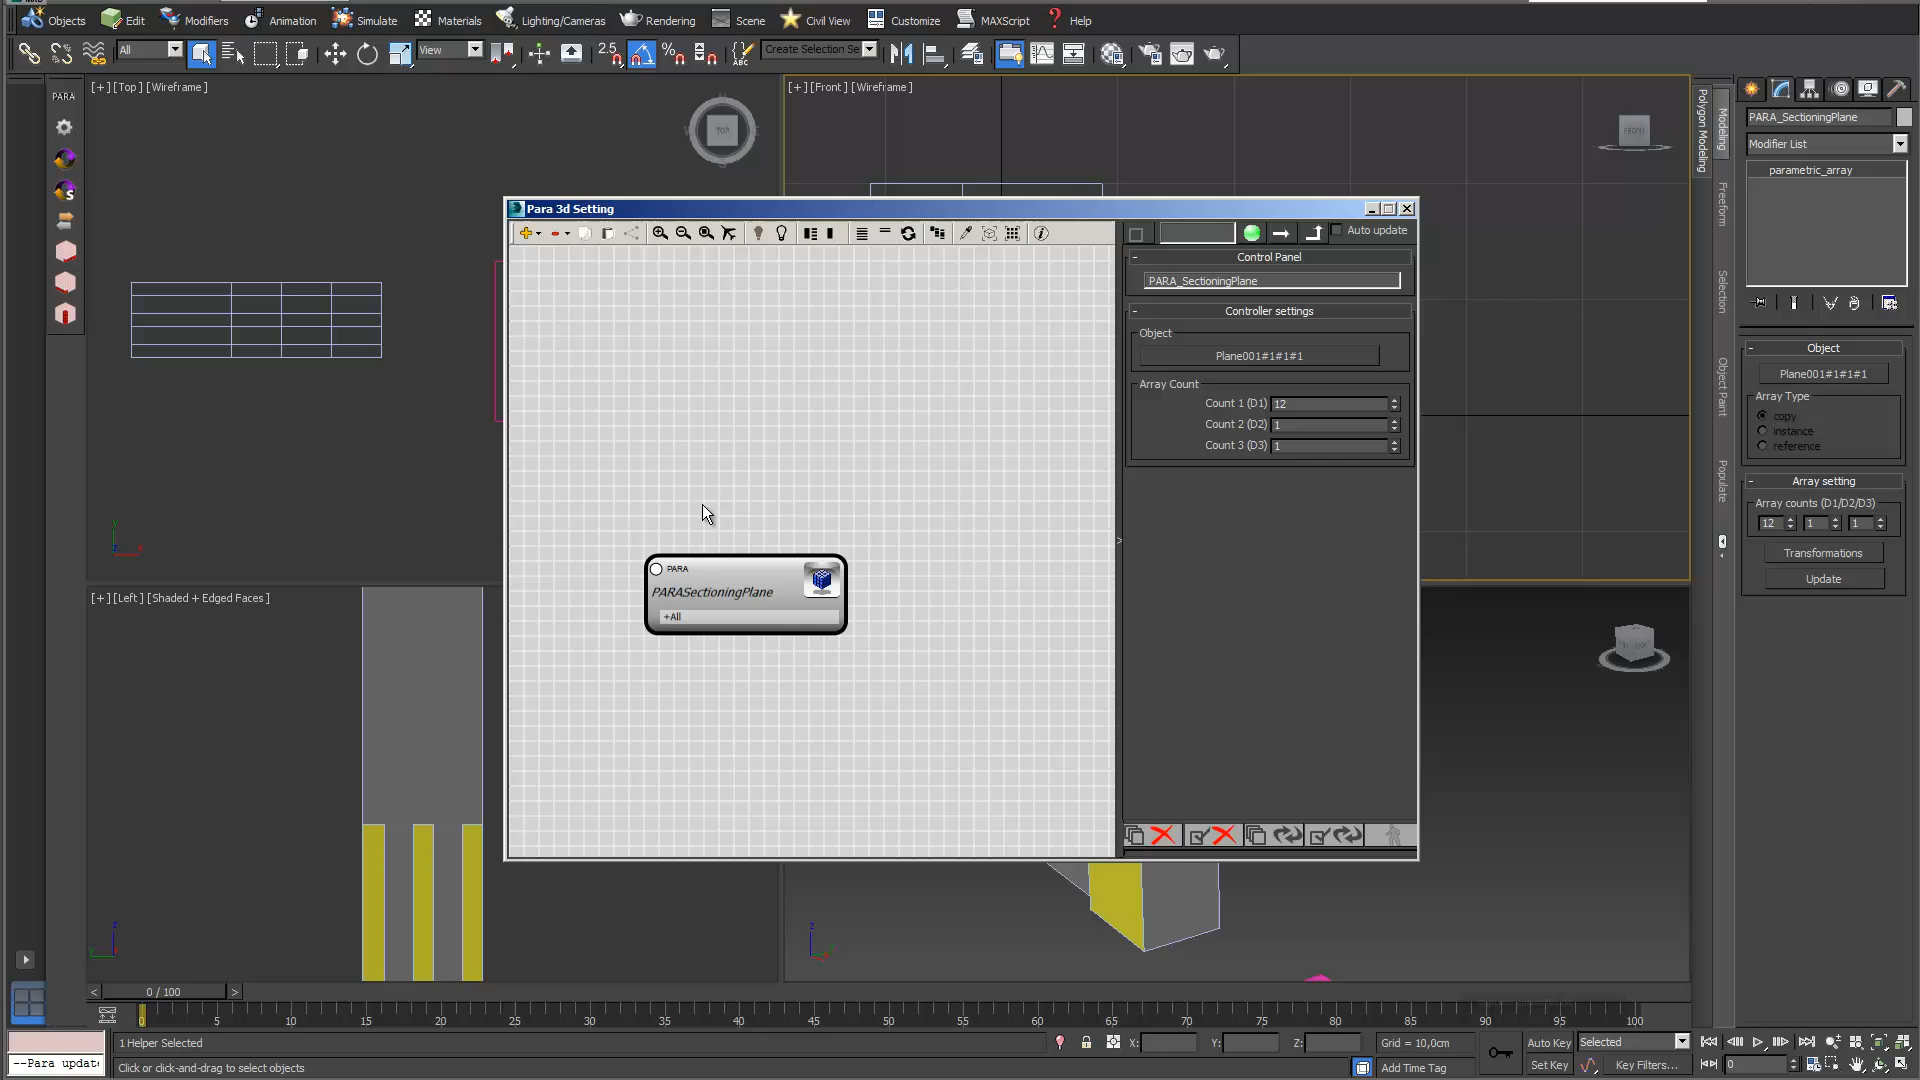 Objects Edit Modifiers Animation Simulate Materials Lighting/Cameras Rendering Scene Civil View Customize MAXScript Help
All View 2.5 Create Selection Se
PARA
[+] [Top] [Wireframe]
TOP
[+] [Front] [Wireframe]
FRONT
Polygon Modeling
Modeling
Freeform
Selection
Object Paint
Populate
PARA_SectioningPlane
Modifier List
parametric_array
Object
Plane001#1#1#1
Array Type
copy
instance
reference
Array setting
Array counts (D1/D2/D3)
12 1 1
Transformations
Update
Para 3d Setting
Auto update
Control Panel
PARA_SectioningPlane
Controller settings
Object
Plane001#1#1#1
Array Count
Count 1 (D1) 12
Count 2 (D2) 1
Count 3 (D3) 1
PARA
PARASectioningPlane
+All
[+] [Left] [Shaded + Edged Faces]
< 0 / 100 >
0 5 10 15 20 25 30 35 40 45 50 55 60 65 70 75 80 85 90 95 100
1 Helper Selected
X: Y: Z: Grid = 10,0cm
Auto Key Selected
--Para updat
Click or click-and-drag to select objects
Add Time Tag
Set Key Key Filters... 0